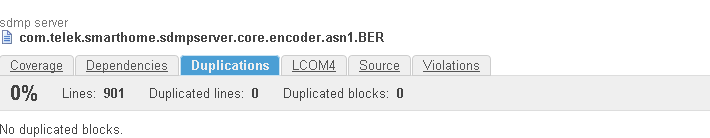 sdmp server
com.telek.smarthome.sdmpserver.core.encoder.asn1.BER
Coverage Dependencies Duplications LCOM4 Source Violations
0% Lines: 901 Duplicated lines: 0 Duplicated blocks: 0
No duplicated blocks.